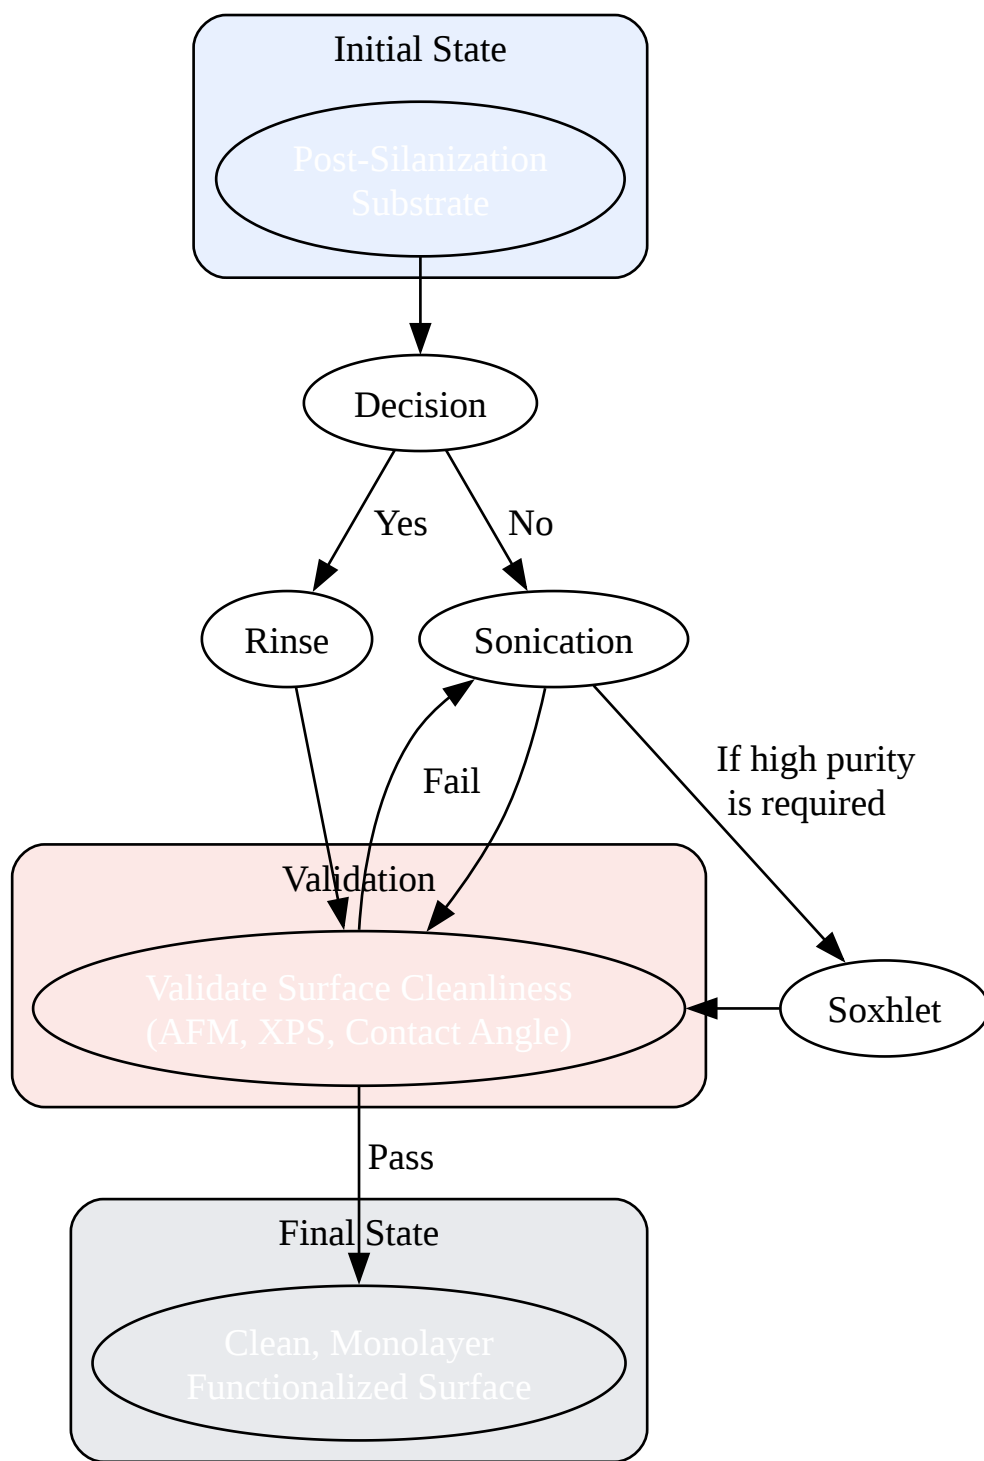 Initial State
Post-Silanization
Substrate
Decision
Yes
No
Rinse
Sonication
If high purity
is required
Fail
Validation
Validate Surface Cleanliness
(AFM, XPS, Contact Angle)
Soxhlet
Pass
Final State
Clean, Monolayer
Functionalized Surface